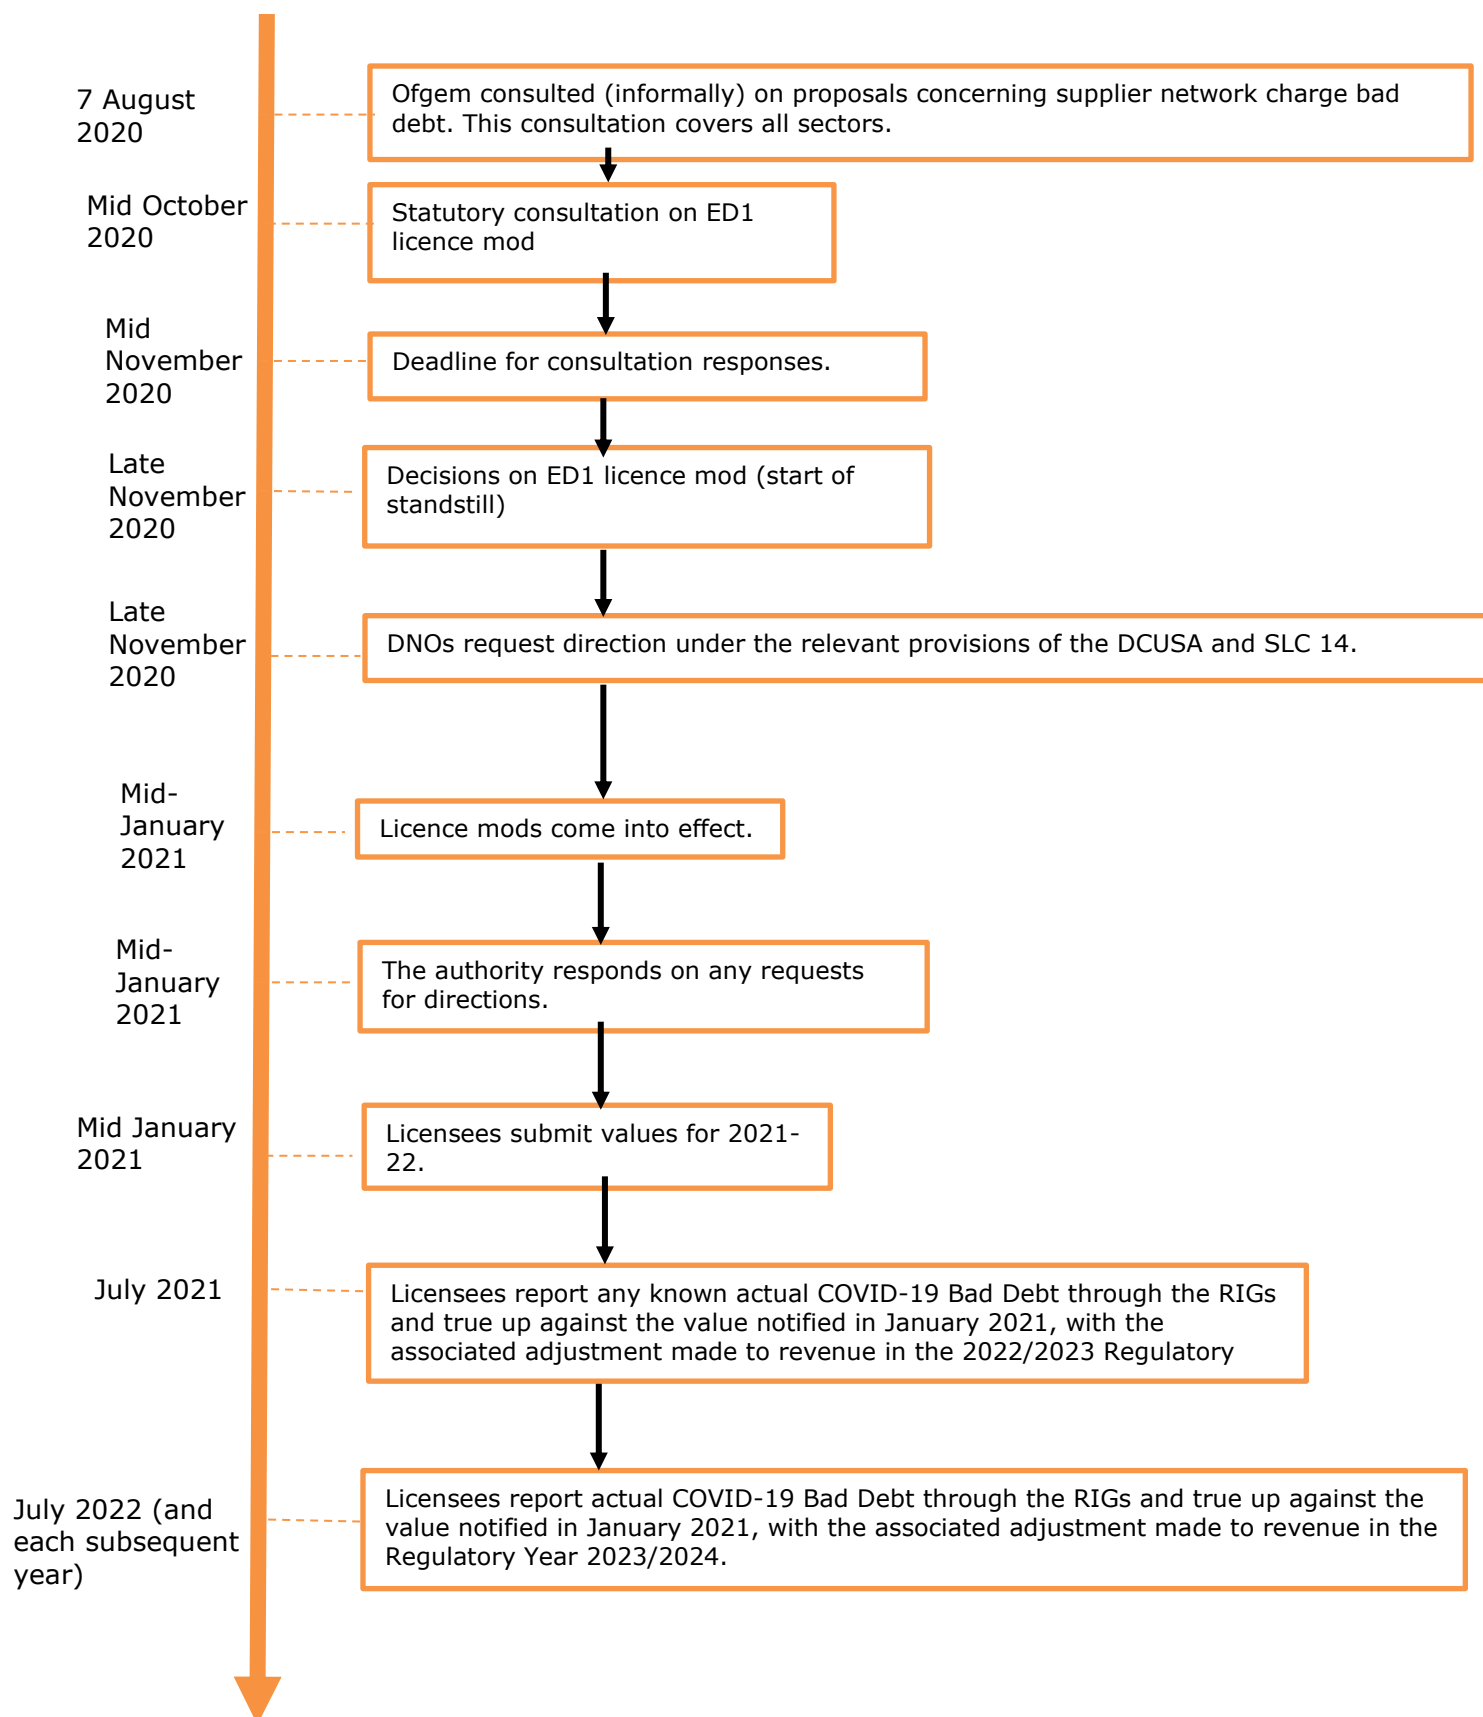 7 August
2020
Ofgem consulted (informally) on proposals concerning supplier network charge bad
debt. This consultation covers all sectors.
Mid October
2020
Statutory consultation on ED1
licence mod
Mid
November
2020
Deadline for consultation responses.
Late
November
2020
Decisions on ED1 licence mod (start of
standstill)
Late
November
2020
DNOs request direction under the relevant provisions of the DCUSA and SLC 14.
Mid-
January
2021
Licence mods come into effect.
Mid-
January
2021
The authority responds on any requests
for directions.
Mid January
2021
Licensees submit values for 2021-
22.
July 2021
Licensees report any known actual COVID-19 Bad Debt through the RIGs
and true up against the value notified in January 2021, with the
associated adjustment made to revenue in the 2022/2023 Regulatory
July 2022 (and
each subsequent
year)
Licensees report actual COVID-19 Bad Debt through the RIGs and true up against the
value notified in January 2021, with the associated adjustment made to revenue in the
Regulatory Year 2023/2024.